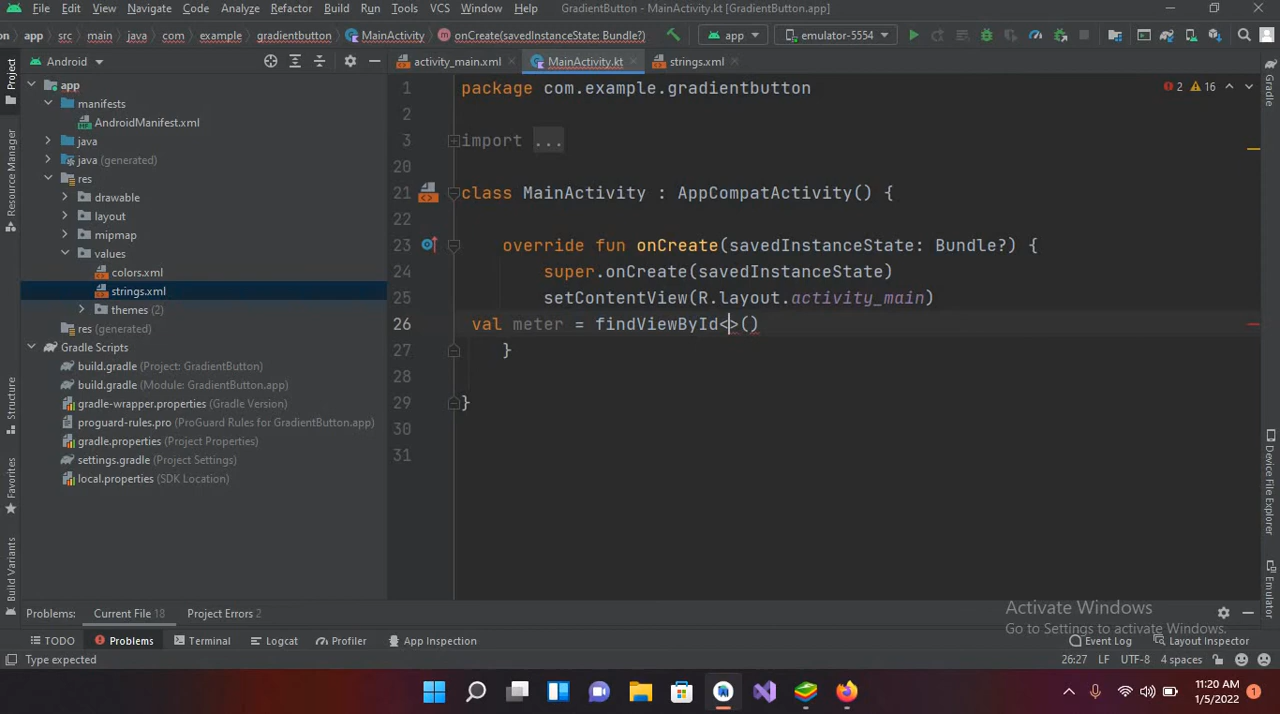 File Edit View Navigate Code Analyze Refactor Build Run Tools VCS Window Help GradientButton - MainActivity.kt [GradientButton.app]
on app src main java com example gradientbutton MainActivity onCreate(savedInstanceState: Bundle?) app emulator-5554
Android activity_main.xml MainActivity.kt strings.xml
Project
Resource Manager
Structure
Favorites
Build Variants
app
manifests
AndroidManifest.xml
java
java (generated)
res
drawable
layout
mipmap
values
colors.xml
strings.xml
themes (2)
res (generated)
Gradle Scripts
build.gradle (Project: GradientButton)
build.gradle (Module: GradientButton.app)
gradle-wrapper.properties (Gradle Version)
proguard-rules.pro (ProGuard Rules for GradientButton.app)
gradle.properties (Project Properties)
settings.gradle (Project Settings)
local.properties (SDK Location)
1 package com.example.gradientbutton
2
3 import ...
20
21 class MainActivity : AppCompatActivity() {
22
23 override fun onCreate(savedInstanceState: Bundle?) {
24 super.onCreate(savedInstanceState)
25 setContentView(R.layout.activity_main)
26 val meter = findViewById<>()
27 }
28
29 }
30
31
2 16
Gradle
Device File Explorer
Emulator
Problems: Current File 18 Project Errors 2
Activate Windows
Go to Settings to activate Windows.
TODO Problems Terminal Logcat Profiler App Inspection Event Log Layout Inspector
Type expected 26:27 LF UTF-8 4 spaces
11:20 AM
1/5/2022
1